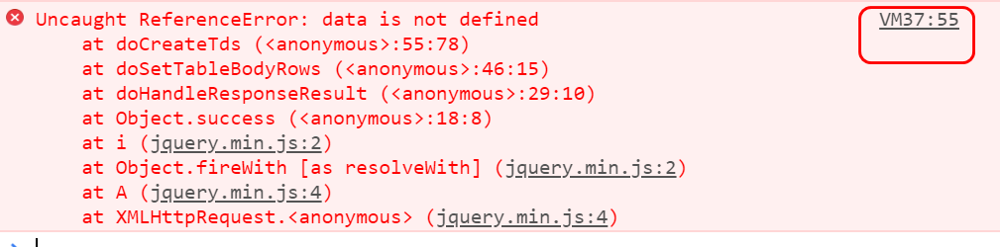 Uncaught ReferenceError: data is not defined VM37:55
at doCreateTds (<anonymous>:55:78)
at doSetTableBodyRows (<anonymous>:46:15)
at doHandleResponseResult (<anonymous>:29:10)
at Object.success (<anonymous>:18:8)
at i (jquery.min.js:2)
at Object.fireWith [as resolveWith] (jquery.min.js:2)
at A (jquery.min.js:4)
at XMLHttpRequest.<anonymous> (jquery.min.js:4)